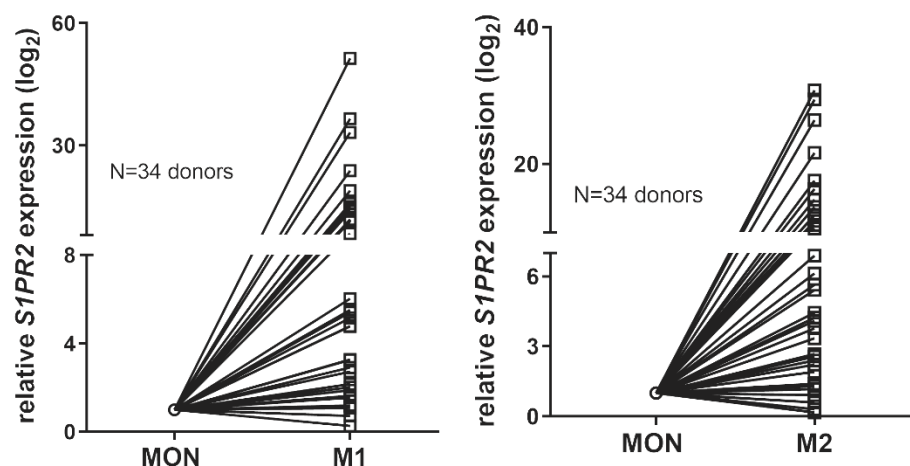 relative S1PR2 expression (log₂)
60
30
8
4
0
N=34 donors
MON M1
relative S1PR2 expression (log₂)
40
20
6
3
0
N=34 donors
MON M2